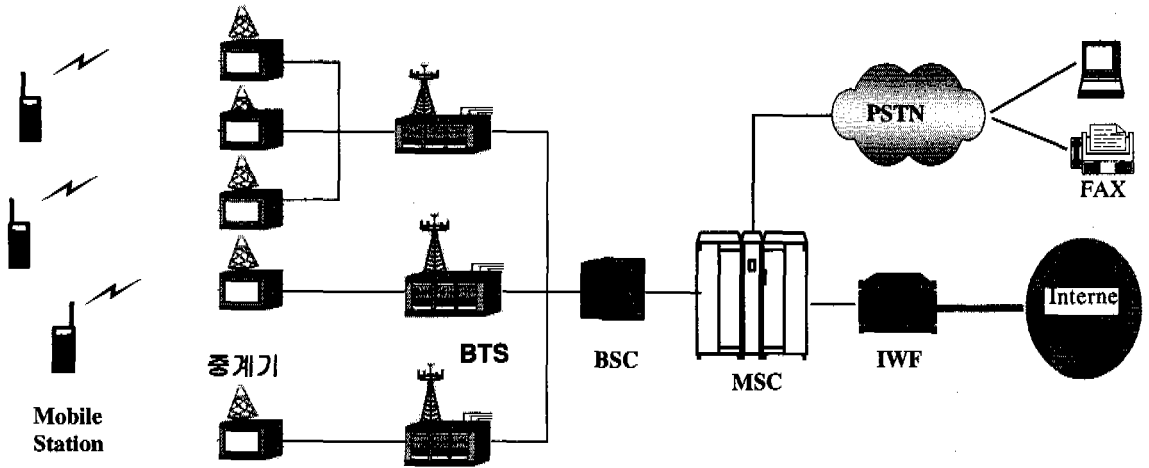 PSTN
FAX
Interne
중계기
BTS
BSC
MSC
IWF
Mobile
Station